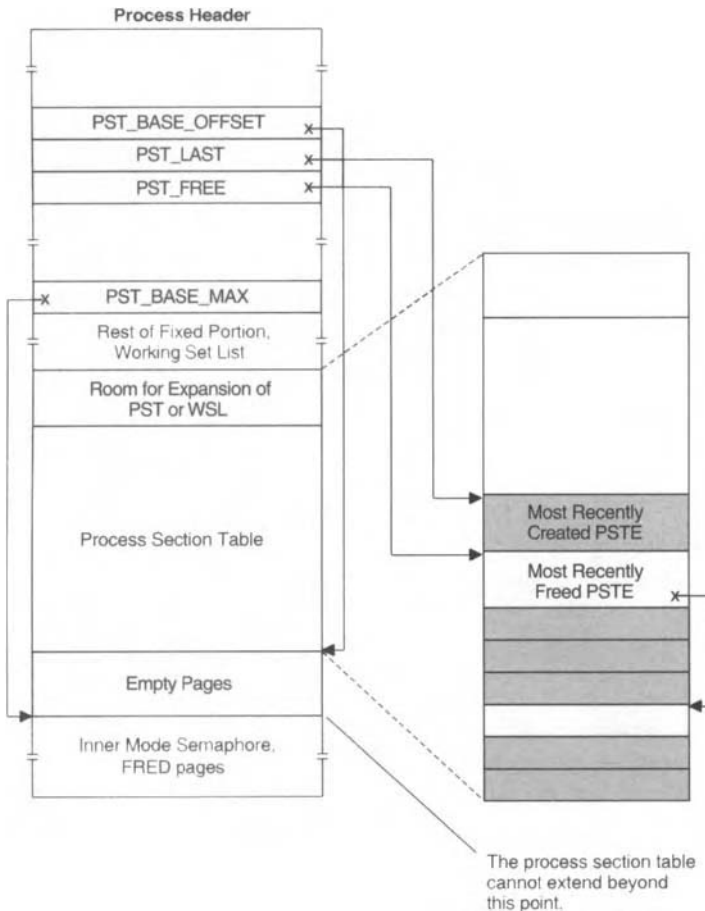 Process Header
PST_BASE_OFFSET
PST_LAST
PST_FREE
PST_BASE_MAX
Rest of Fixed Portion,
Working Set List
Room for Expansion of
PST or WSL
Process Section Table
Empty Pages
Inner Mode Semaphore,
FRED pages
Most Recently
Created PSTE
Most Recently
Freed PSTE
The process section table
cannot extend beyond
this point.